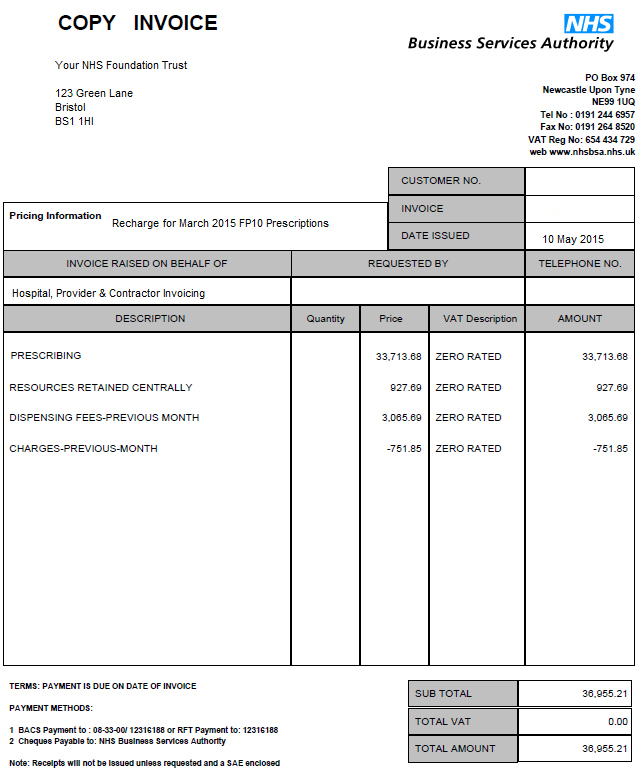 COPY INVOICE
NHS
Business Services Authority
Your NHS Foundation Trust
123 Green Lane
Bristol
BS1 1HI
PO Box 974
Newcastle Upon Tyne
NE99 1UQ
Tel No : 0191 244 6957
Fax No: 0191 264 8520
VAT Reg No: 654 434 729
web www.nhsbsa.nhs.uk
CUSTOMER NO.
INVOICE
DATE ISSUED 10 May 2015
Pricing Information Recharge for March 2015 FP10 Prescriptions
INVOICE RAISED ON BEHALF OF REQUESTED BY TELEPHONE NO.
Hospital, Provider & Contractor Invoicing
DESCRIPTION Quantity Price VAT Description AMOUNT
PRESCRIBING 33,713.68 ZERO RATED 33,713.68
RESOURCES RETAINED CENTRALLY 927.69 ZERO RATED 927.69
DISPENSING FEES-PREVIOUS MONTH 3,065.69 ZERO RATED 3,065.69
CHARGES-PREVIOUS-MONTH -751.85 ZERO RATED -751.85
TERMS: PAYMENT IS DUE ON DATE OF INVOICE
PAYMENT METHODS:
1 BACS Payment to : 08-33-00/ 12316188 or RFT Payment to: 12316188
2 Cheques Payable to: NHS Business Services Authority
Note: Receipts will not be issued unless requested and a SAE enclosed
SUB TOTAL 36,955.21
TOTAL VAT 0.00
TOTAL AMOUNT 36,955.21